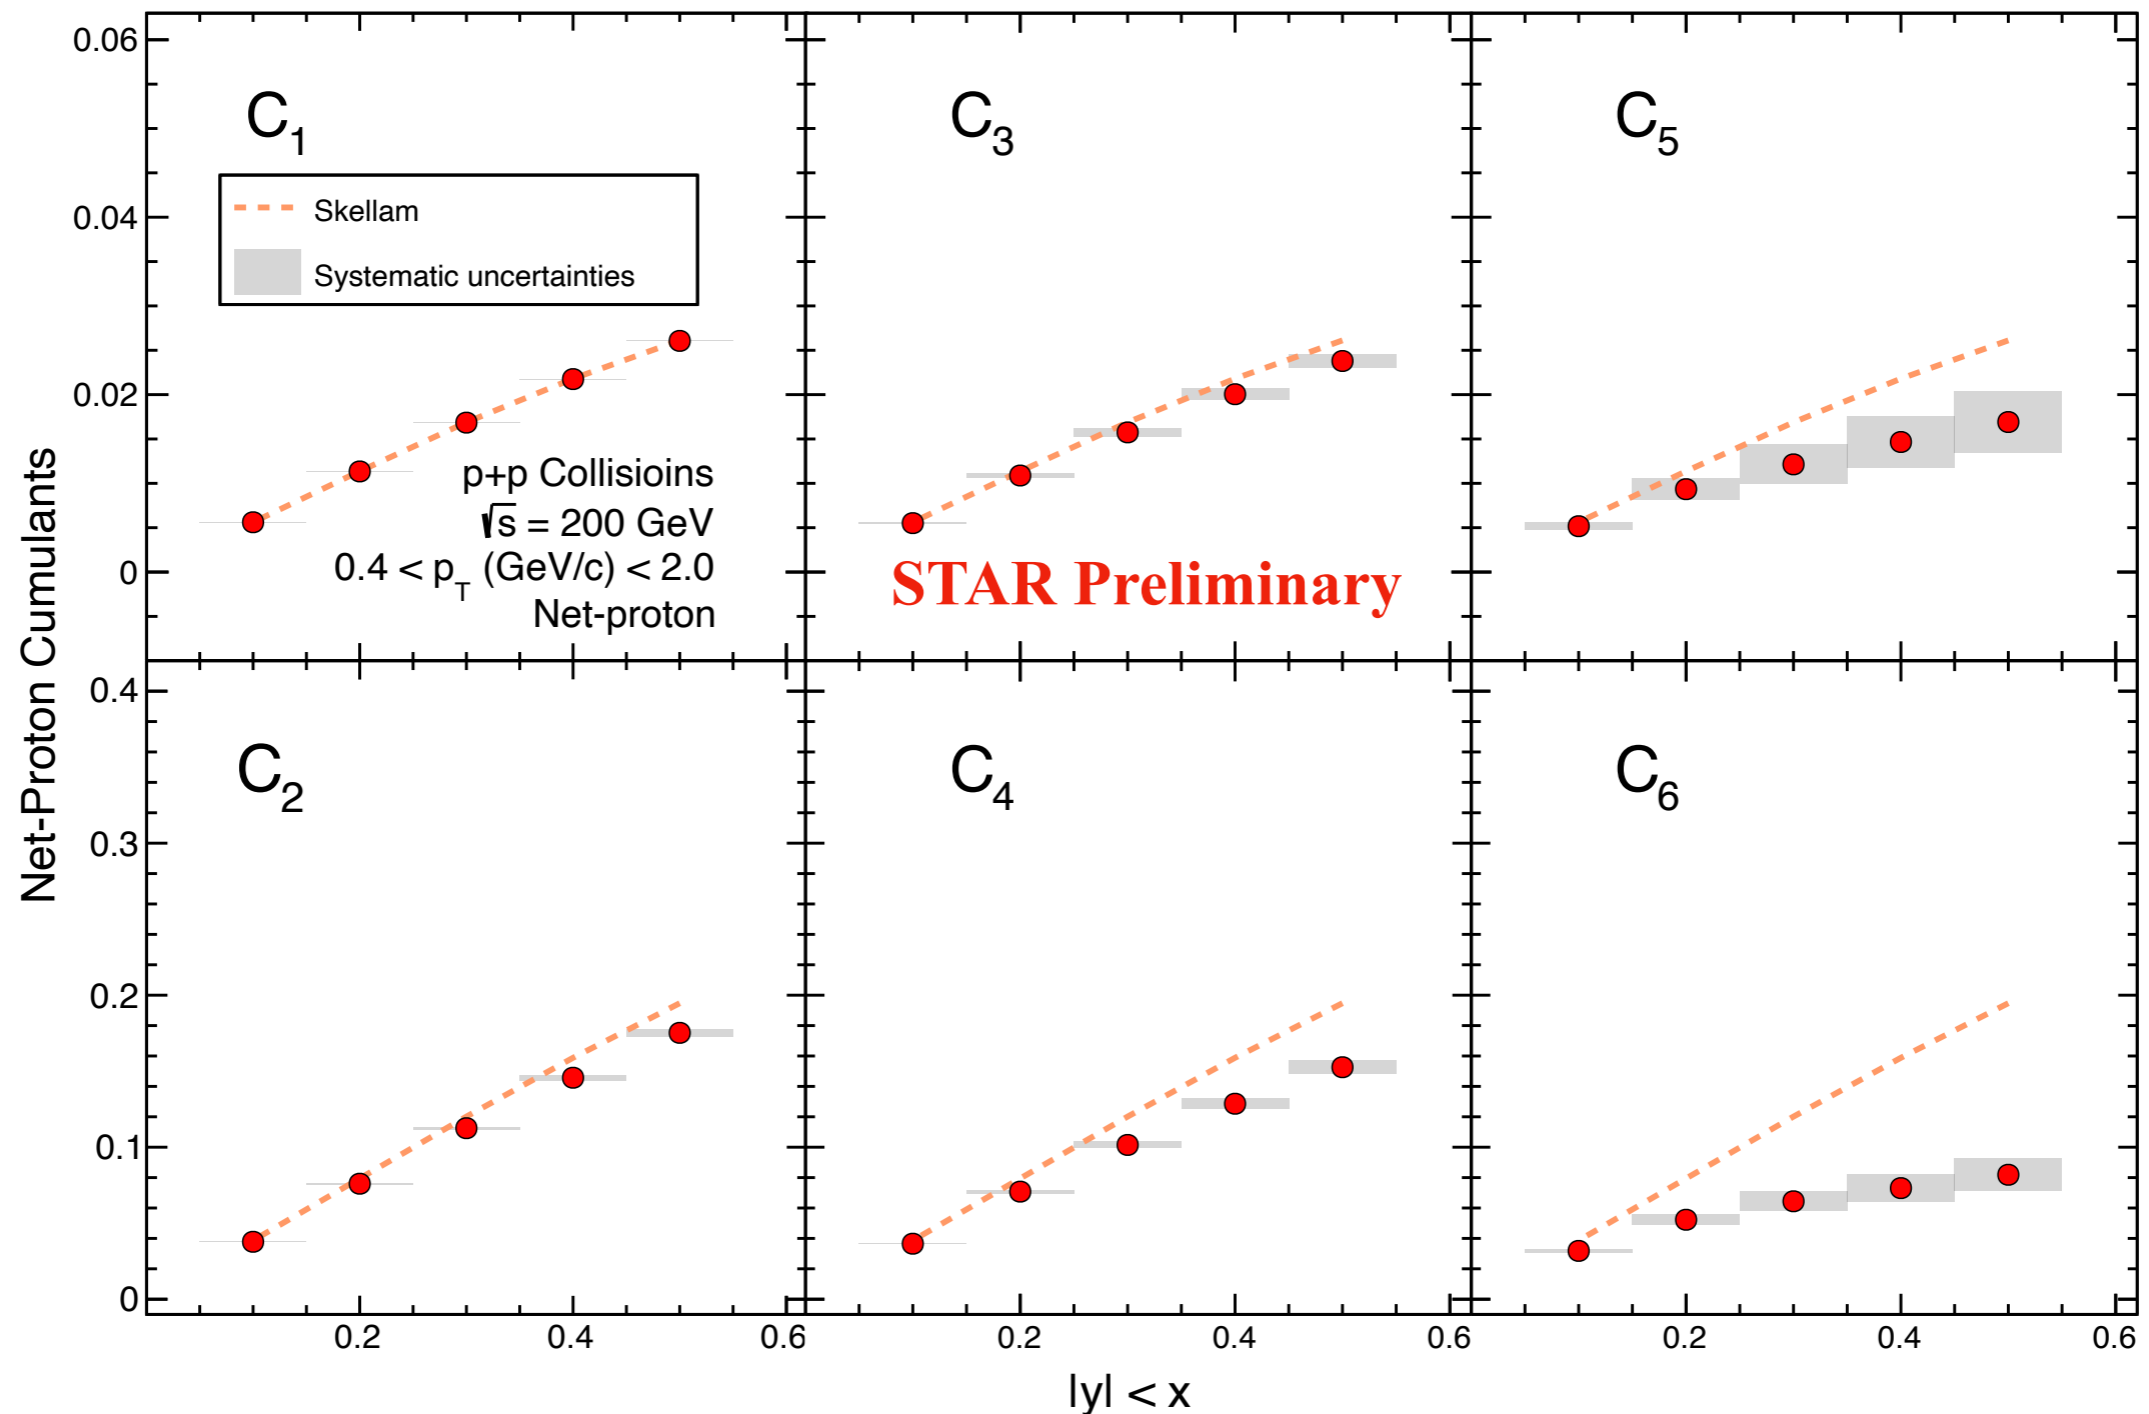 Net-Proton Cumulants
0.06
0.04
0.02
0
C1
Skellam
Systematic uncertainties
p+p Collisioins
√s = 200 GeV
0.4 < pT (GeV/c) < 2.0
Net-proton
C3
STAR Preliminary
C5
0.4
0.3
0.2
0.1
0
C2
C4
C6
0.2 0.4 0.6 0.2 0.4 0.6 0.2 0.4 0.6
|y| < x